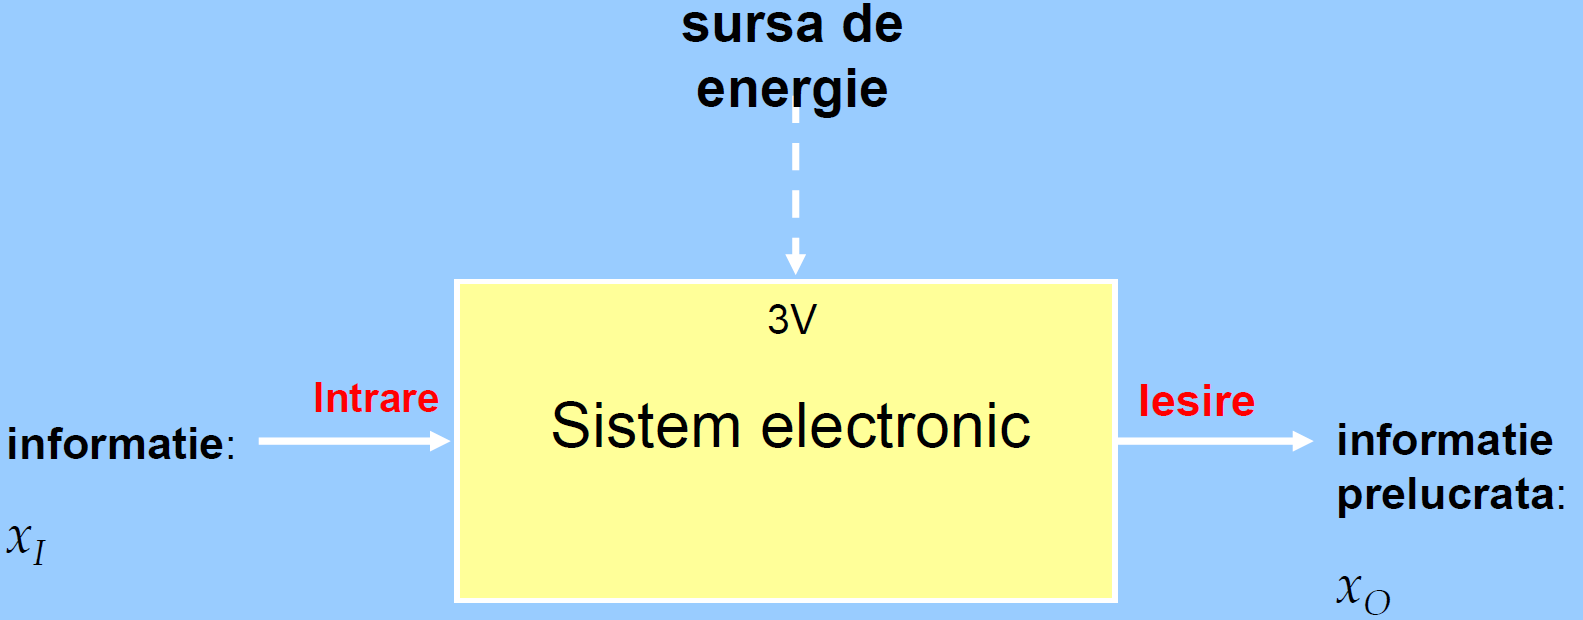 sursa de
energie
3V
Intrare
Sistem electronic
Iesire
informatie:
informatie
prelucrata:
x_I
x_O